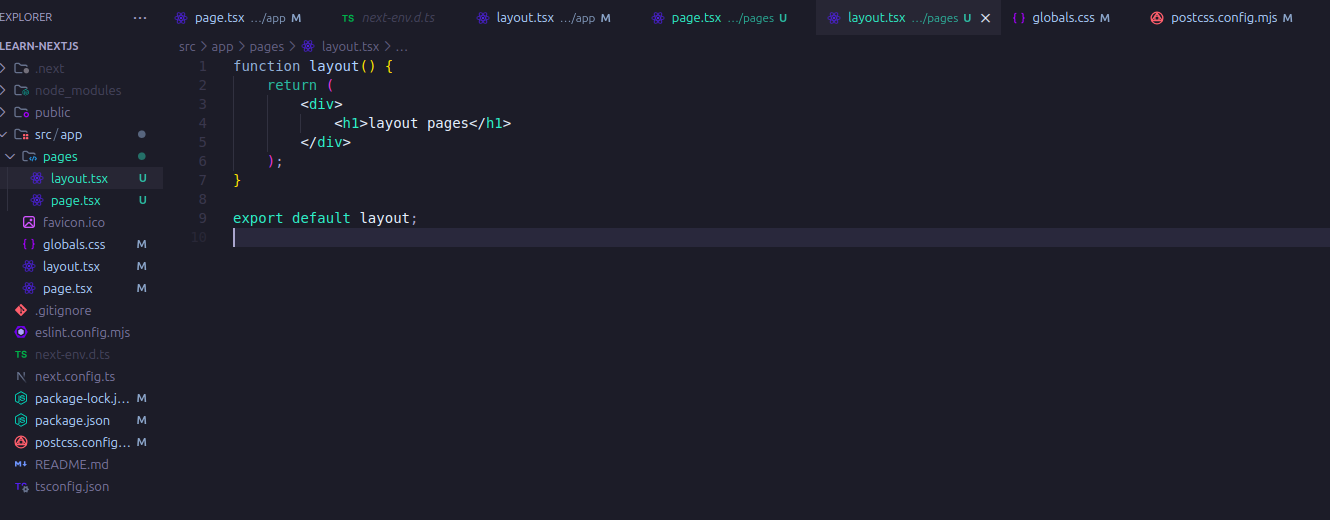 EXPLORER ···
LEARN-NEXTJS
.next
node_modules
public
src/app
pages
layout.tsx U
page.tsx U
favicon.ico
globals.css M
layout.tsx M
page.tsx M
.gitignore
eslint.config.mjs
TS next-env.d.ts
next.config.ts
package-lock.j... M
package.json M
postcss.config... M
README.md
tsconfig.json
page.tsx .../app M
TS next-env.d.ts
layout.tsx .../app M
page.tsx .../pages U
layout.tsx .../pages U
globals.css M
postcss.config.mjs M
src > app > pages > layout.tsx > ...
1 function layout() {
2 return (
3 <div>
4 <h1>layout pages</h1>
5 </div>
6 );
7 }
8
9 export default layout;
10